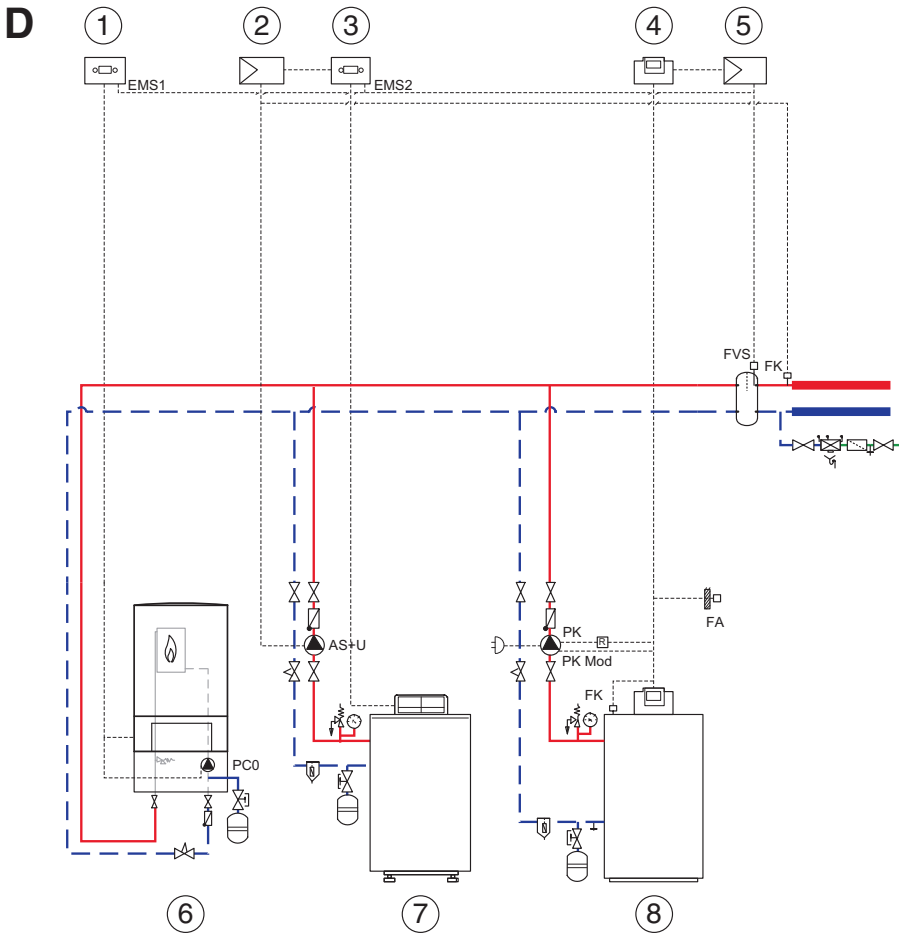 D
1 2 3 4 5
EMS1 EMS2
FVS FK
FA
AS+U
PK R
PK Mod
FK
PC0
6 7 8